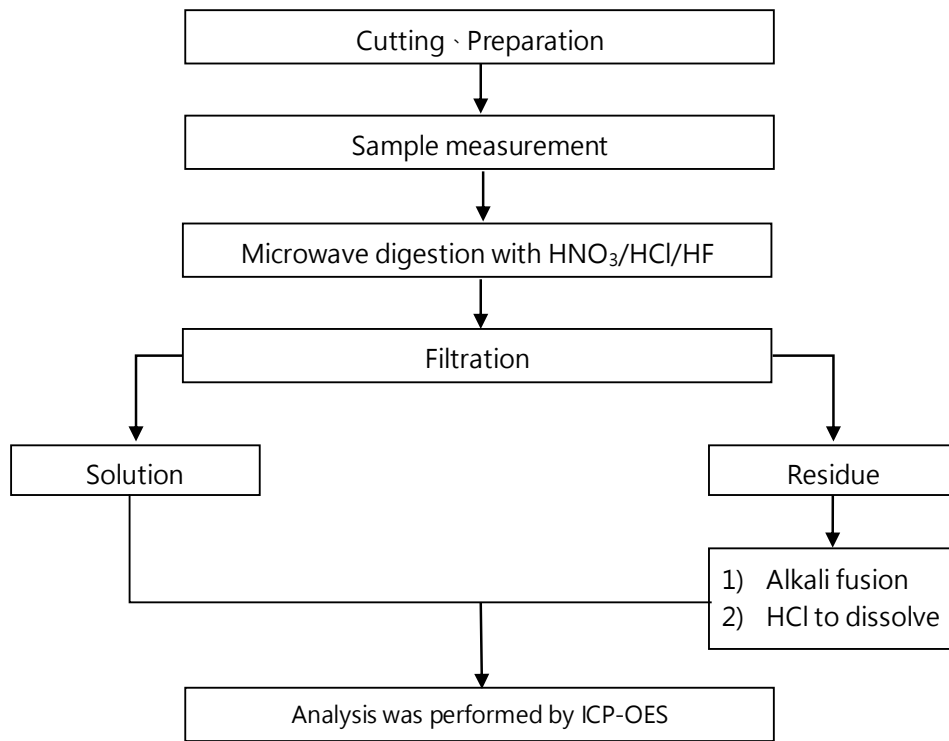 Cutting、Preparation
Sample measurement
Microwave digestion with HNO₃/HCl/HF
Filtration
Solution
Residue
1) Alkali fusion
2) HCl to dissolve
Analysis was performed by ICP-OES